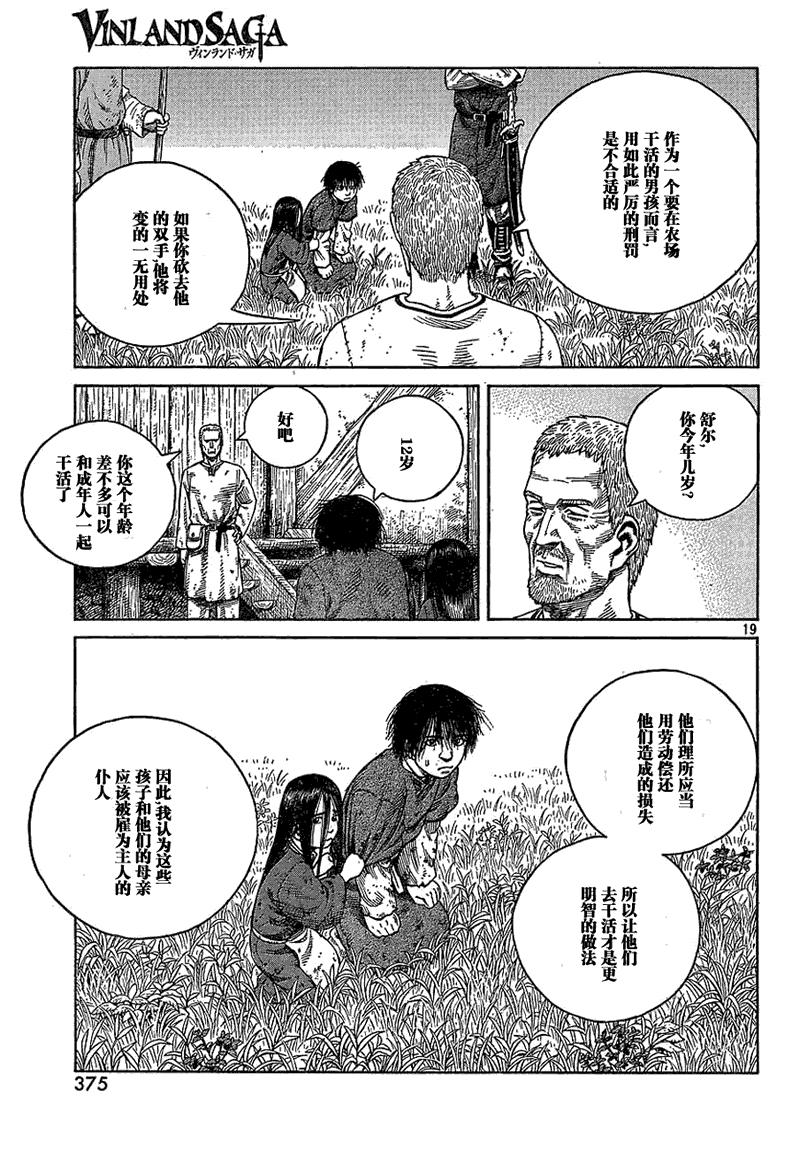 VINLAND SAGA
ヴィンランド・サガ
作为一个要在农场
干活的男孩而言,
用如此严厉的刑罚
是不合适的
如果你砍去他
的双手,他将
变的一无用处
舒尔,
你今年几岁?
12岁
好吧
你这个年龄
差不多可以
和成年人一起
干活了
19
他们理所应当
用劳动偿还
他们造成的损失
所以让他们
去干活才是更
明智的做法
因此,我认为这些
孩子和他们的母亲
应该被雇为主人的
仆人
375